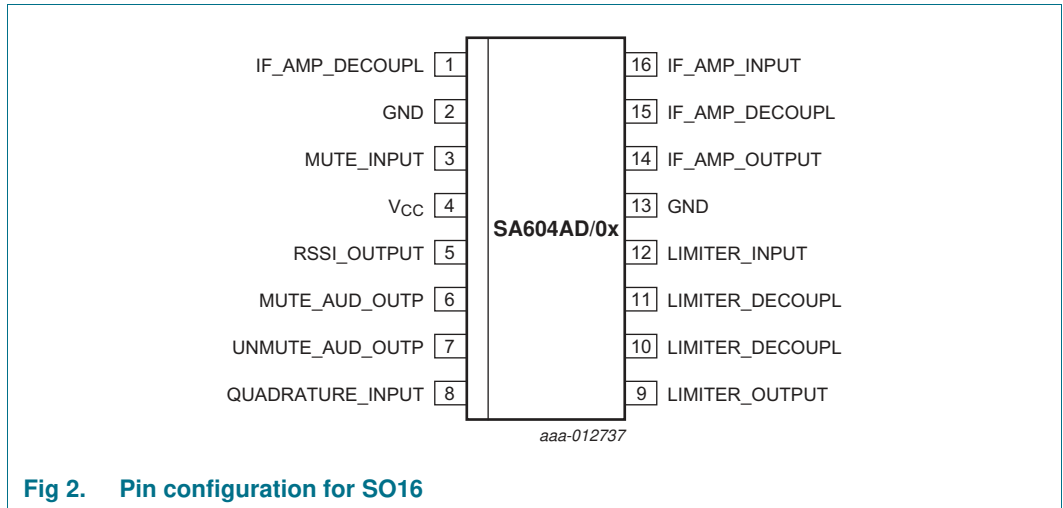 IF_AMP_DECOUPL 1 16 IF_AMP_INPUT
GND 2 15 IF_AMP_DECOUPL
MUTE_INPUT 3 14 IF_AMP_OUTPUT
VCC 4 13 GND
SA604AD/0x
RSSI_OUTPUT 5 12 LIMITER_INPUT
MUTE_AUD_OUTP 6 11 LIMITER_DECOUPL
UNMUTE_AUD_OUTP 7 10 LIMITER_DECOUPL
QUADRATURE_INPUT 8 9 LIMITER_OUTPUT
aaa-012737
Fig 2. Pin configuration for SO16